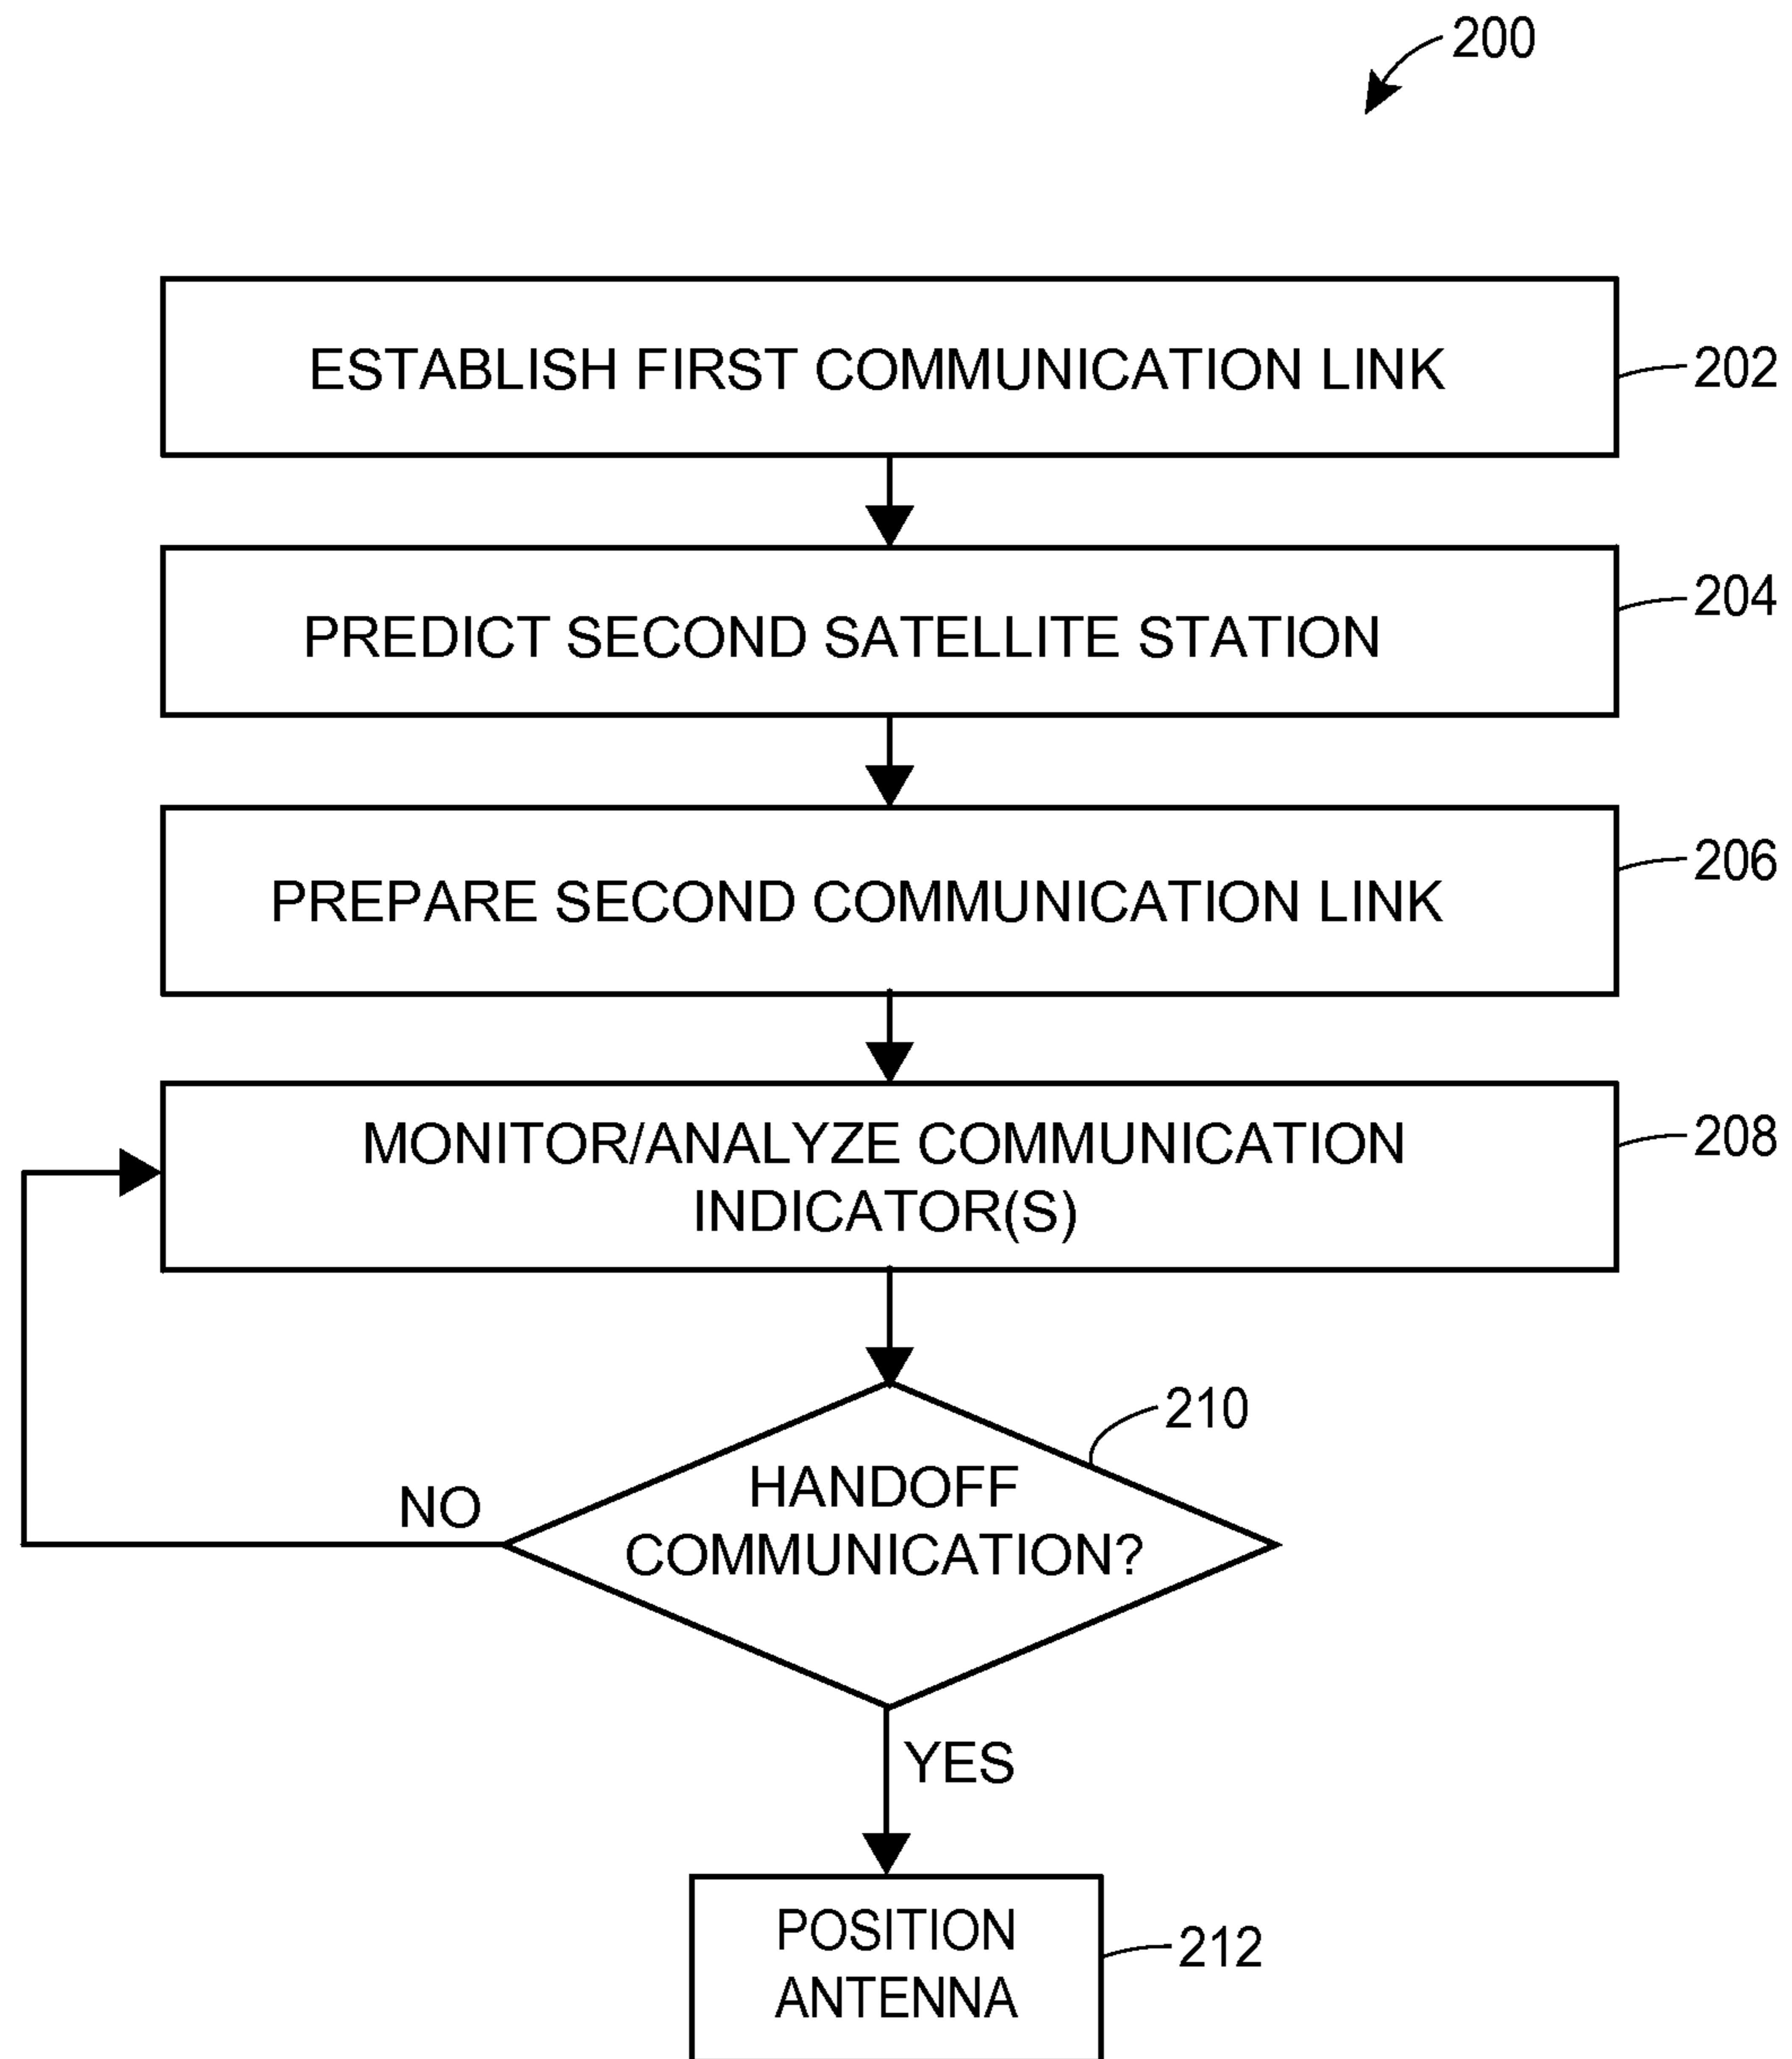 200
ESTABLISH FIRST COMMUNICATION LINK
202
PREDICT SECOND SATELLITE STATION
204
PREPARE SECOND COMMUNICATION LINK
206
MONITOR/ANALYZE COMMUNICATION
INDICATOR(S)
208
HANDOFF
COMMUNICATION?
210
NO
YES
POSITION
ANTENNA
212